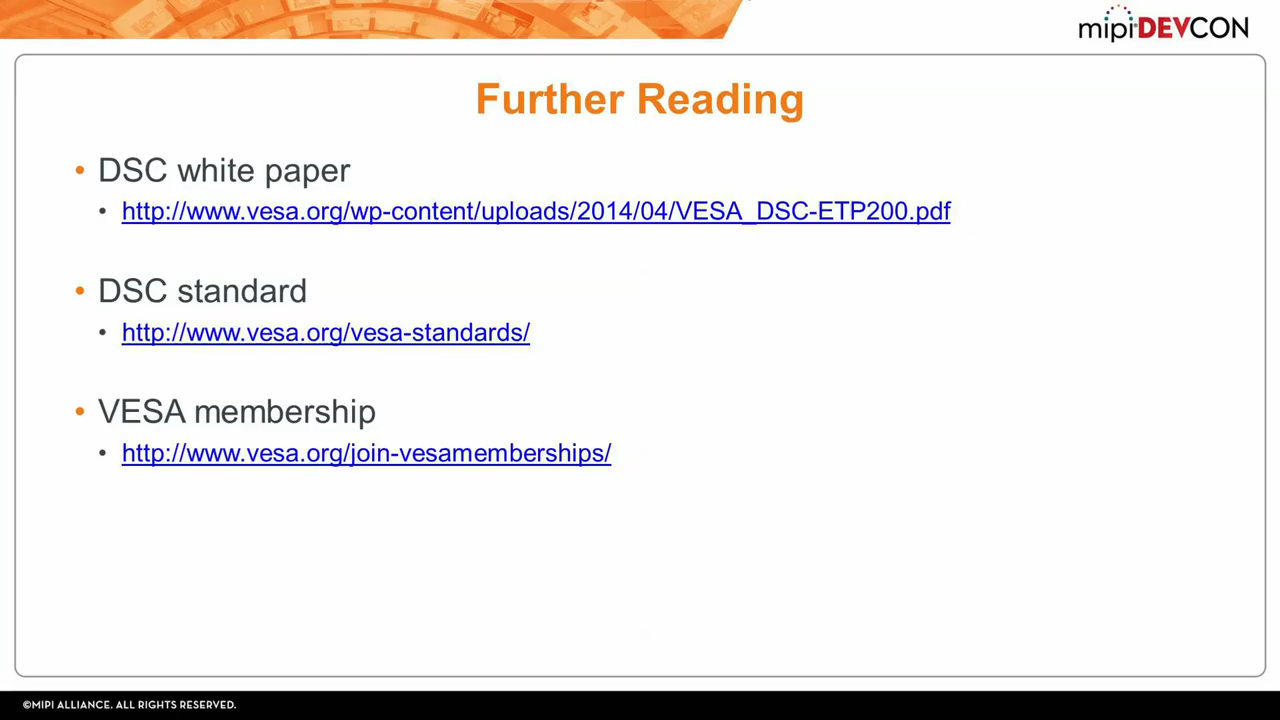 mipi DEVCON
Further Reading
• DSC white paper
• http://www.vesa.org/wp-content/uploads/2014/04/VESA_DSC-ETP200.pdf
• DSC standard
• http://www.vesa.org/vesa-standards/
• VESA membership
• http://www.vesa.org/join-vesamemberships/
©MIPI ALLIANCE. ALL RIGHTS RESERVED.